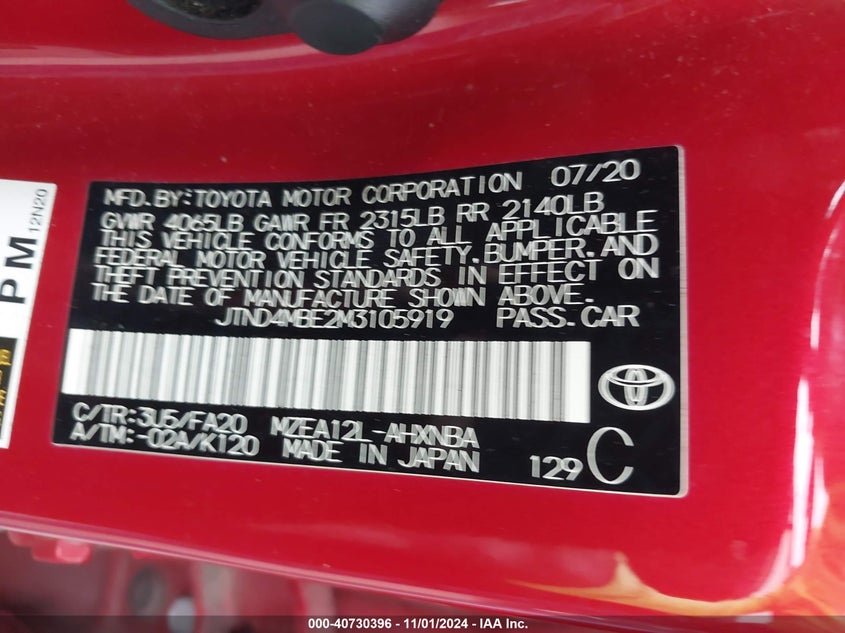 MFD.BY:TOYOTA MOTOR CORPORATION 07/20
GVWR 4065LB GAWR FR 2315LB RR 2140LB
THIS VEHICLE CONFORMS TO ALL APPLICABLE
FEDERAL MOTOR VEHICLE SAFETY,BUMPER,AND
THEFT PREVENTION STANDARDS IN EFFECT ON
THE DATE OF MANUFACTURE SHOWN ABOVE.
JTND4MBE2M3105919 PASS.CAR
C/TR:3U5/FA20 MZEA12L-AHXNBA
A/TM:-02A/K120 MADE IN JAPAN 129 C
PM
12N20
000-40730396 - 11/01/2024 - IAA Inc.